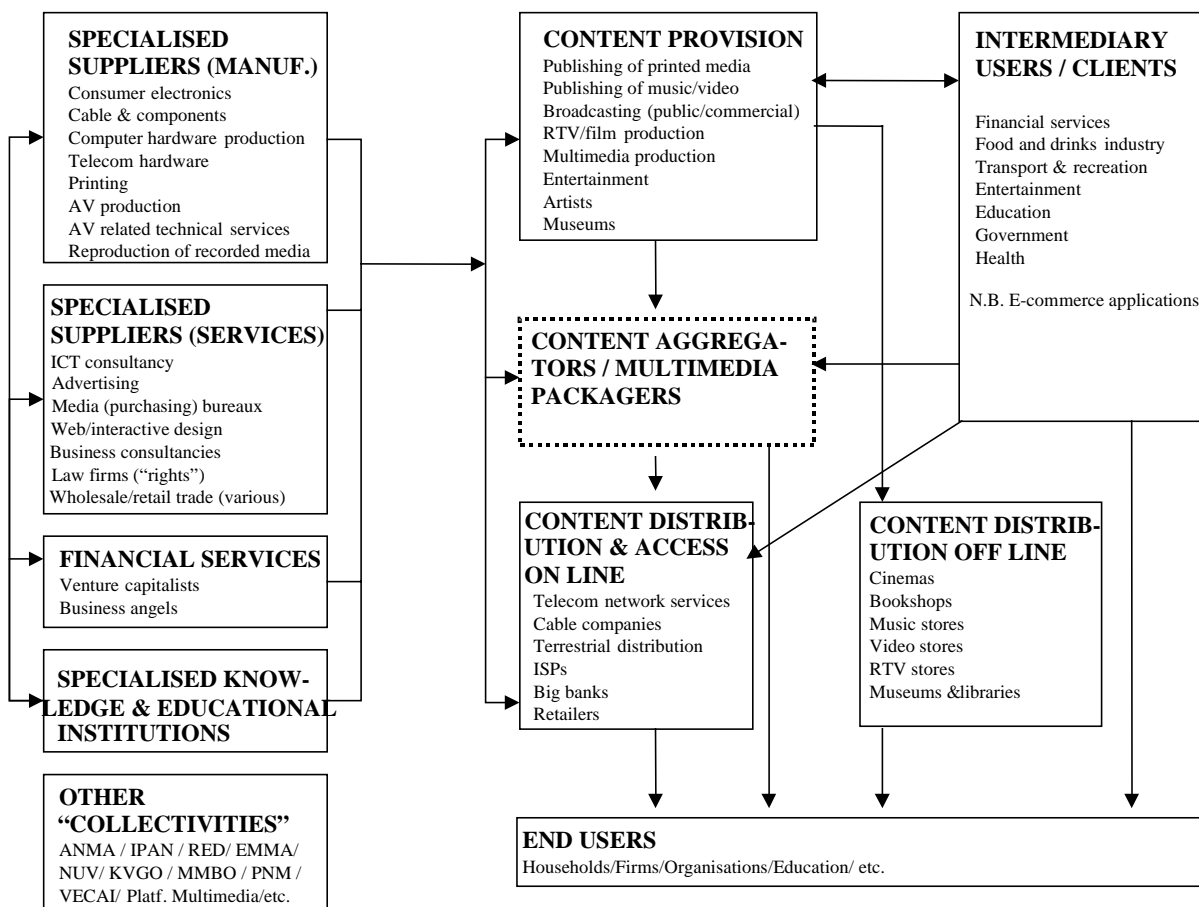 SPECIALISED
SUPPLIERS (MANUF.)
Consumer electronics
Cable & components
Computer hardware production
Telecom hardware
Printing
AV production
AV related technical services
Reproduction of recorded media
SPECIALISED
SUPPLIERS (SERVICES)
ICT consultancy
Advertising
Media (purchasing) bureaux
Web/interactive design
Business consultancies
Law firms (“rights”)
Wholesale/retail trade (various)
FINANCIAL SERVICES
Venture capitalists
Business angels
SPECIALISED KNOW-
LEDGE & EDUCATIONAL
INSTITUTIONS
OTHER
“COLLECTIVITIES”
ANMA / IPAN / RED/ EMMA/
NUV/ KVGO / MMBO / PNM /
VECAI/ Platf. Multimedia/etc.
CONTENT PROVISION
Publishing of printed media
Publishing of music/video
Broadcasting (public/commercial)
RTV/film production
Multimedia production
Entertainment
Artists
Museums
CONTENT AGGREGA-
TORS / MULTIMEDIA
PACKAGERS
CONTENT DISTRIB-
UTION & ACCESS
ON LINE
Telecom network services
Cable companies
Terrestrial distribution
ISPs
Big banks
Retailers
INTERMEDIARY
USERS / CLIENTS
Financial services
Food and drinks industry
Transport & recreation
Entertainment
Education
Government
Health
N.B. E-commerce applications
CONTENT DISTRIB-
UTION OFF LINE
Cinemas
Bookshops
Music stores
Video stores
RTV stores
Museums &libraries
END USERS
Households/Firms/Organisations/Education/ etc.